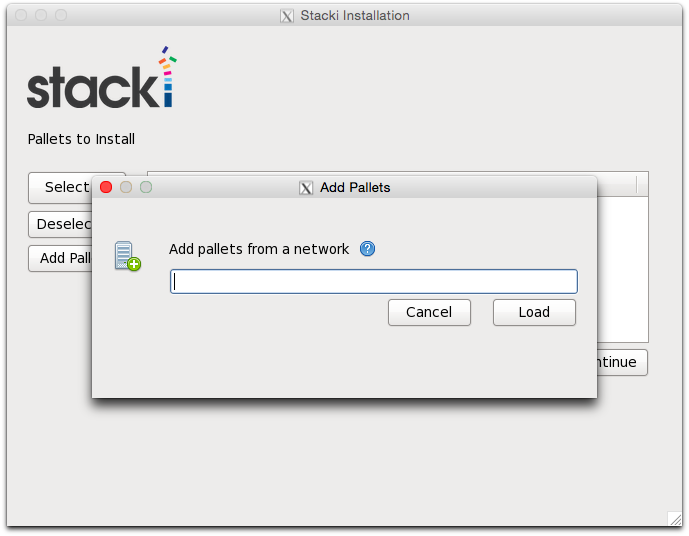 Stacki Installation
stacki
Pallets to Install
Select
Add Pallets
Deselec
Add pallets from a network ?
Add Pall
Cancel
Load
ntinue